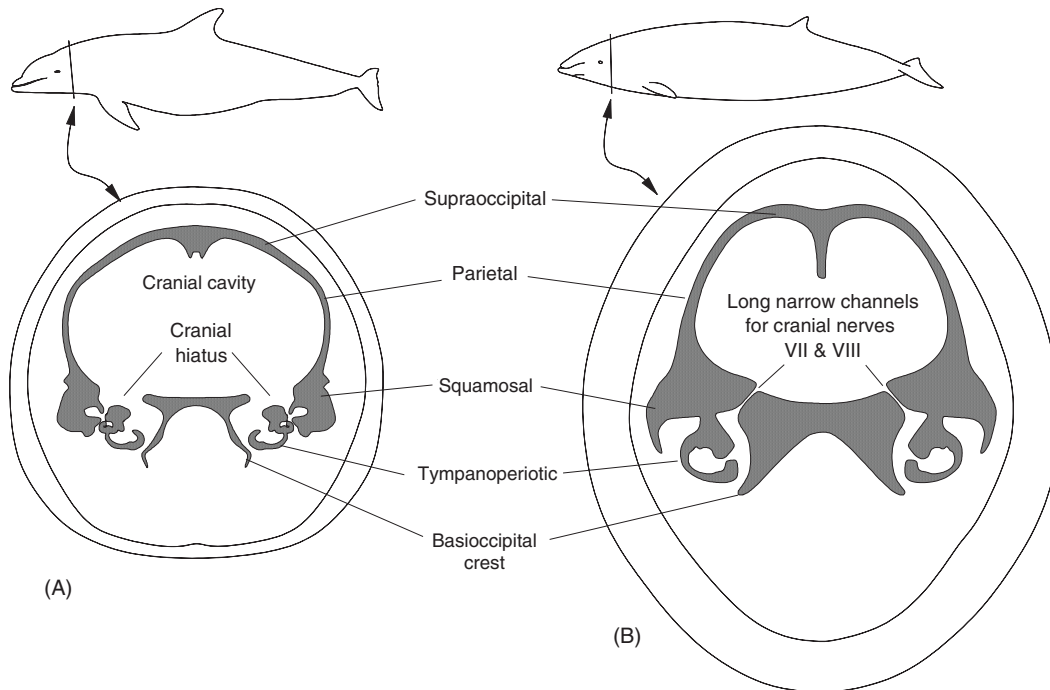 Supraoccipital
Cranial cavity
Parietal
Cranial
hiatus
Long narrow channels
for cranial nerves
VII & VIII
Squamosal
Tympanoperiotic
Basioccipital
crest
(A)
(B)